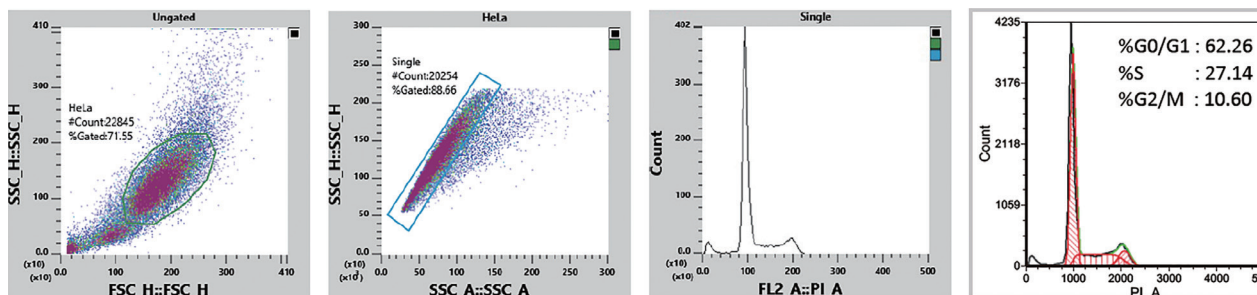 Ungated
410
300
200
100
0.0
(x10)
(x10)
0.0
100
200
300
410
SSC_H::SSC_H
FSC_H::FSC_H
HeLa
#Count:22845
%Gated:71.55
HeLa
300
250
200
150
100
50
0.0
(x10)
0.0
50
100
150
200
250
300
SSC_H::SSC_H
SSC_A::SSC_A
Single
#Count:20254
%Gated:88.66
Single
402
300
200
100
0.0
(x10)
(x10)
0.0
100
200
300
400
500
Count
FL2_A::PI_A
4235
3176
2118
1059
0
0
1000
2000
3000
4000
Count
PI_A
%G0/G1 : 62.26
%S : 27.14
%G2/M : 10.60